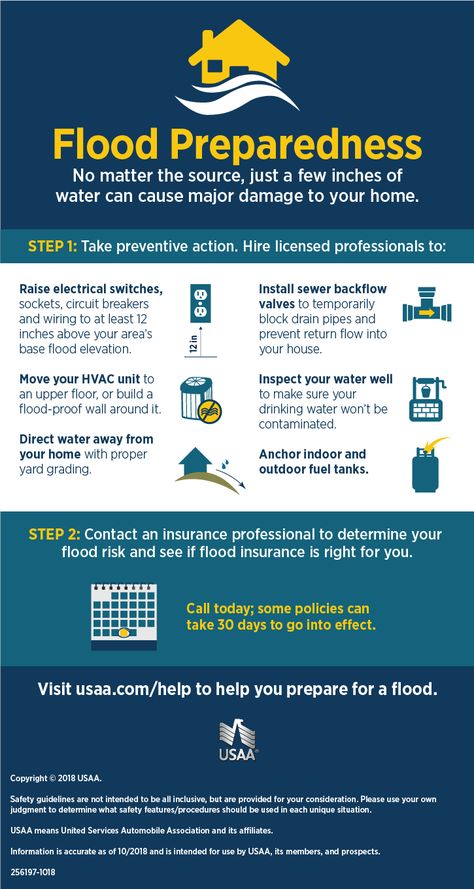 Flood Preparedness
No matter the source, just a few inches of
water can cause major damage to your home.
STEP 1: Take preventive action. Hire licensed professionals to:
Raise electrical switches,
sockets, circuit breakers
and wiring to at least 12
inches above your area's
base flood elevation.
12 in
Move your HVAC unit to
an upper floor, or build a
flood-proof wall around it.
Direct water away from
your home with proper
yard grading.
Install sewer backflow
valves to temporarily
block drain pipes and
prevent return flow into
your house.
Inspect your water well
to make sure your
drinking water won't be
contaminated.
Anchor indoor and
outdoor fuel tanks.
STEP 2: Contact an insurance professional to determine your
flood risk and see if flood insurance is right for you.
Call today; some policies can
take 30 days to go into effect.
Visit usaa.com/help to help you prepare for a flood.
USAA®
Copyright © 2018 USAA.
Safety guidelines are not intended to be all inclusive, but are provided for your consideration. Please use your own
judgment to determine what safety features/procedures should be used in each unique situation.
USAA means United Services Automobile Association and its affiliates.
Information is accurate as of 10/2018 and is intended for use by USAA, its members, and prospects.
256197-1018